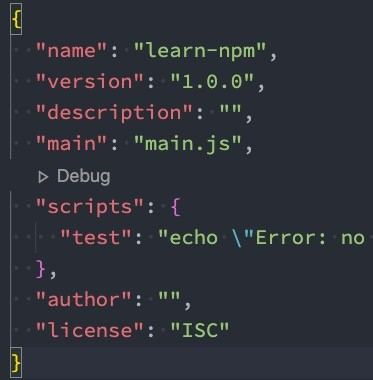 {
  "name": "learn-npm",
  "version": "1.0.0",
  "description": "",
  "main": "main.js",
Debug
  "scripts": {
    "test": "echo \"Error: no
  },
  "author": "",
  "license": "ISC"
}